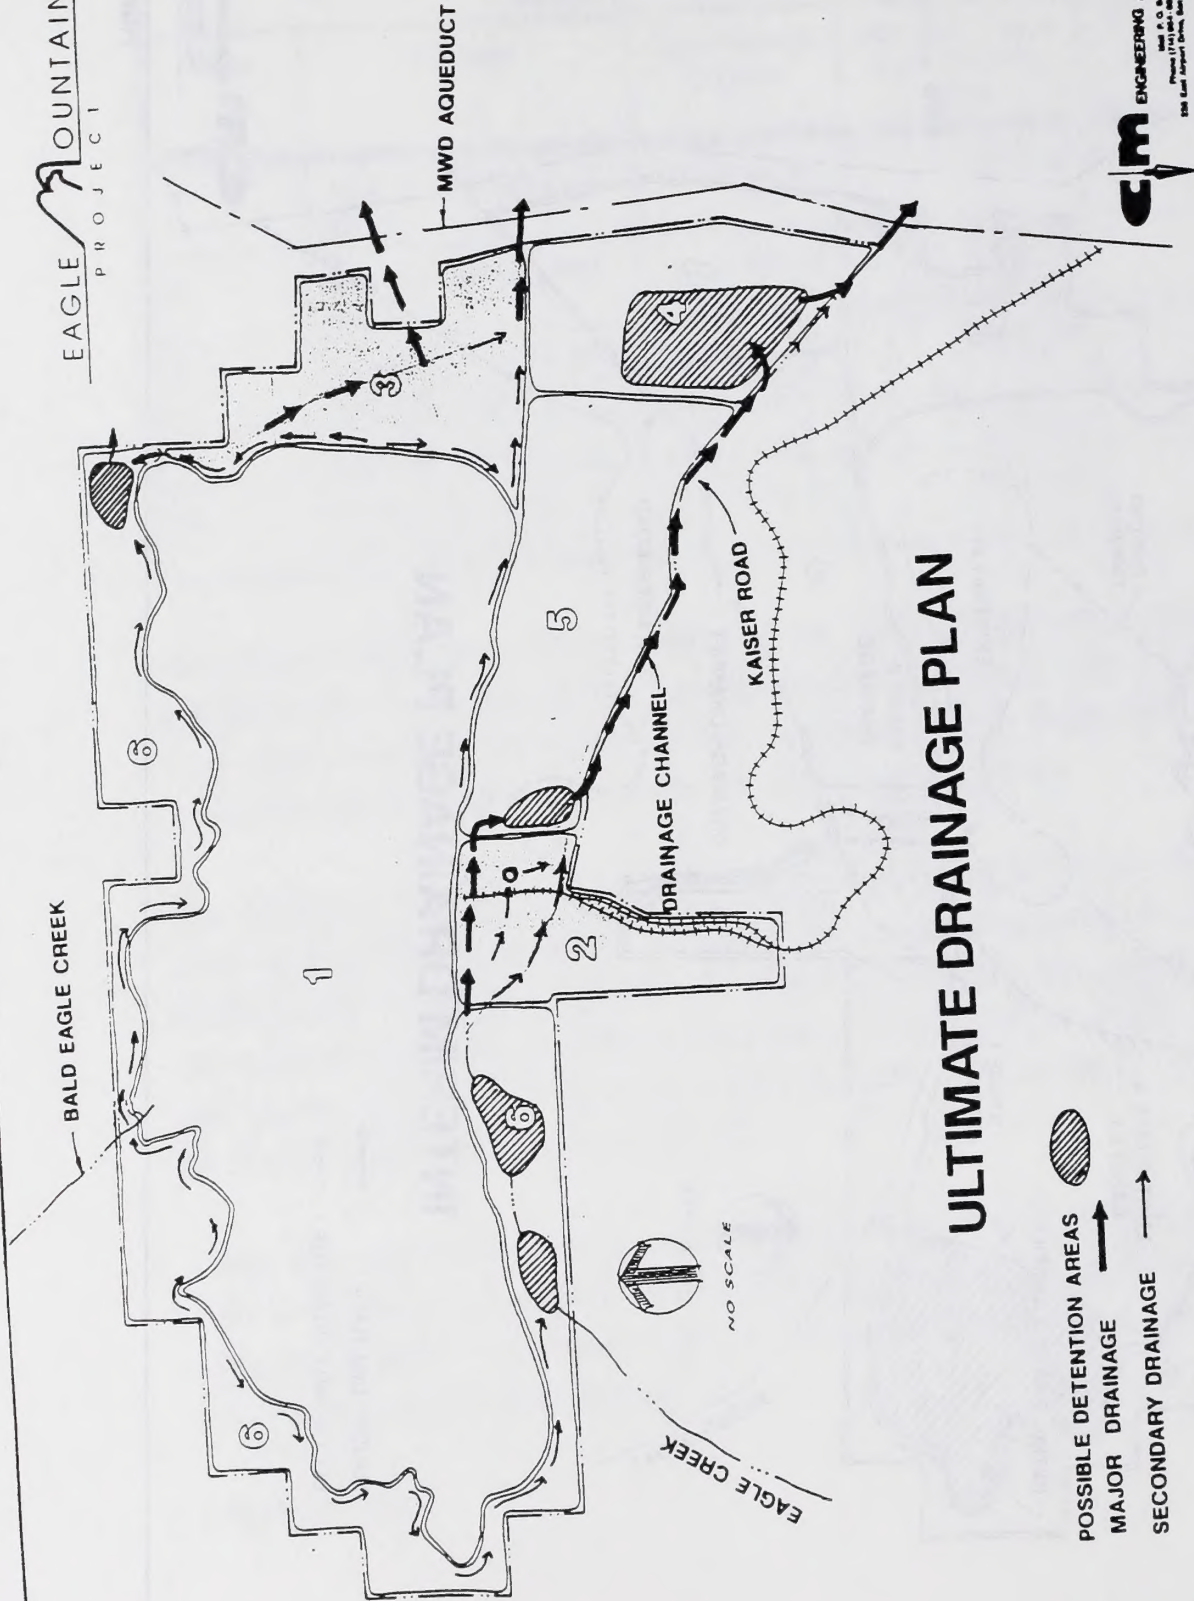 EAGLE MOUNTAIN
PROJECT
BALD EAGLE CREEK
MWD AQUEDUCT
6
3
1
4
5
2
6
6
DRAINAGE CHANNEL
KAISER ROAD
EAGLE CREEK
NO SCALE
ULTIMATE DRAINAGE PLAN
POSSIBLE DETENTION AREAS
MAJOR DRAINAGE
SECONDARY DRAINAGE
cm ENGINEERING